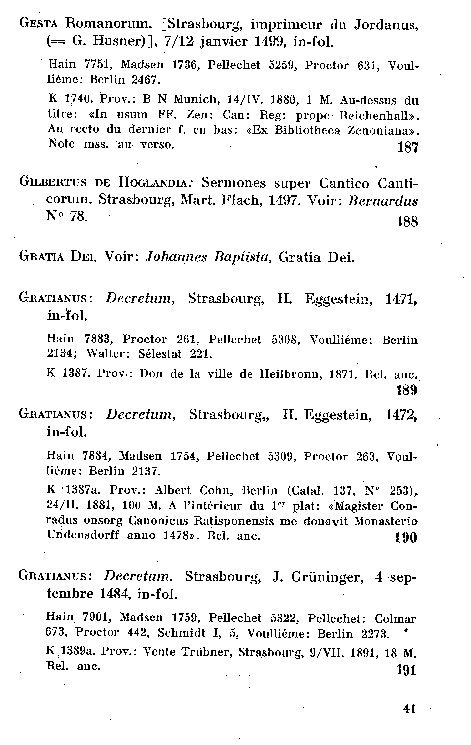 GESTA Romanorum. [Strasbourg, imprimeur du Jordanus,
(= G. Husner)], 7/12 janvier 1499, in-fol.
Hain 7751, Madsen 1736, Pellechet 5259, Proctor 631, Voul-
liéme: Berlin 2467.
K 1740. Prov.: B N Munich, 14/IV. 1880, 1 M. Au-dessus du
titre: «In usum FF. Zen: Can: Reg: prope Reichenhall».
Au recto du dernier f. en bas: «Ex Bibliotheca Zenoniana».
Note mss. au verso. 187
GILBERTUS DE HOGLANDIA: Sermones super Cantico Canti-
corum. Strasbourg, Mart. Flach, 1497. Voir: Bernardus
N° 78. 188
GRATIA DEI. Voir: Johannes Baptista, Gratia Dei.
GRATIANUS: Decretum, Strasbourg, H. Eggestein, 1471,
in-fol.
Hain 7883, Proctor 261, Pellechet 5308, Voulliéme: Berlin
2134; Walter: Sélestat 221.
K 1387. Prov.: Don de la ville de Heilbronn, 1871. Rel. anc.
189
GRATIANUS: Decretum, Strasbourg,, H. Eggestein, 1472,
in-fol.
Hain 7884, Madsen 1754, Pellechet 5309, Proctor 263, Voul-
liéme: Berlin 2137.
K 1387a. Prov.: Albert Cohn, Berlin (Catal. 137, N° 253),
24/II. 1881, 100 M. A l'intérieur du 1er plat: «Magister Con-
radus onsorg Canonicus Ratisponensis me donavit Monasterio
Undensdorff anno 1478». Rel. anc. 190
GRATIANUS: Decretum. Strasbourg, J. Grüninger, 4 sep-
tembre 1484, in-fol.
Hain 7901, Madsen 1759, Pellechet 5322, Pellechet: Colmar
673, Proctor 442, Schmidt I, 5, Voulliéme: Berlin 2273.
K 1389a. Prov.: Vente Trübner, Strasbourg, 9/VII. 1891, 18 M.
Rel. anc. 191
41